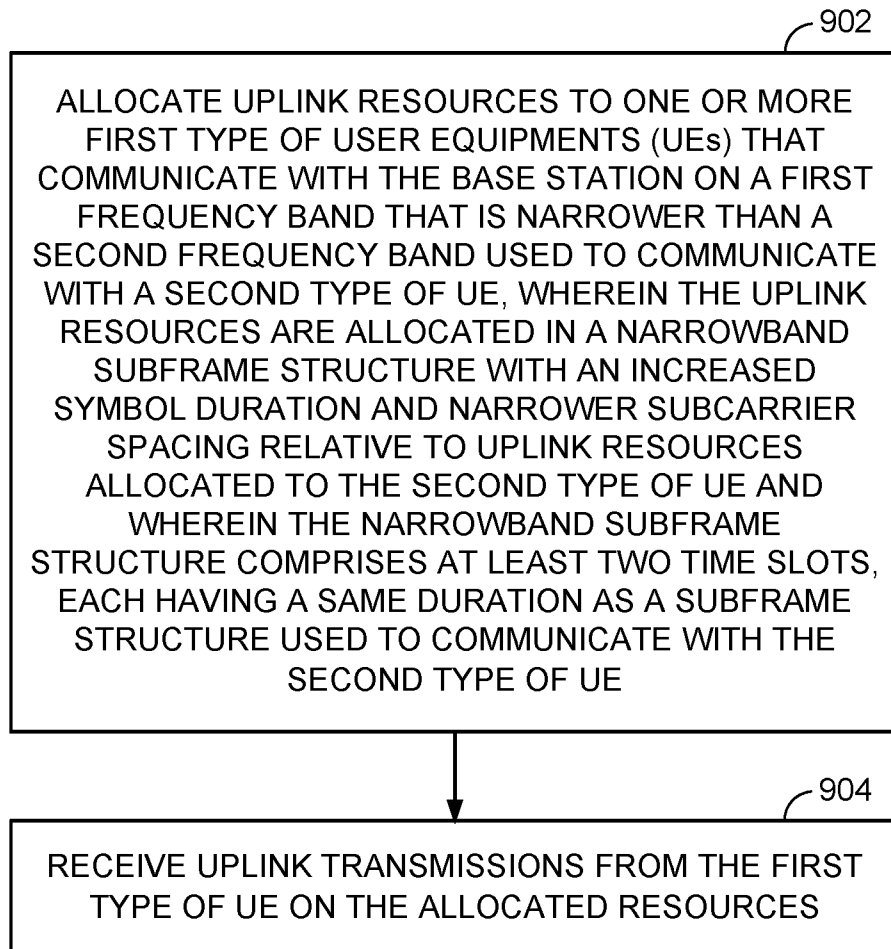 902
ALLOCATE UPLINK RESOURCES TO ONE OR MORE
FIRST TYPE OF USER EQUIPMENTS (UEs) THAT
COMMUNICATE WITH THE BASE STATION ON A FIRST
FREQUENCY BAND THAT IS NARROWER THAN A
SECOND FREQUENCY BAND USED TO COMMUNICATE
WITH A SECOND TYPE OF UE, WHEREIN THE UPLINK
RESOURCES ARE ALLOCATED IN A NARROWBAND
SUBFRAME STRUCTURE WITH AN INCREASED
SYMBOL DURATION AND NARROWER SUBCARRIER
SPACING RELATIVE TO UPLINK RESOURCES
ALLOCATED TO THE SECOND TYPE OF UE AND
WHEREIN THE NARROWBAND SUBFRAME
STRUCTURE COMPRISES AT LEAST TWO TIME SLOTS,
EACH HAVING A SAME DURATION AS A SUBFRAME
STRUCTURE USED TO COMMUNICATE WITH THE
SECOND TYPE OF UE
904
RECEIVE UPLINK TRANSMISSIONS FROM THE FIRST
TYPE OF UE ON THE ALLOCATED RESOURCES